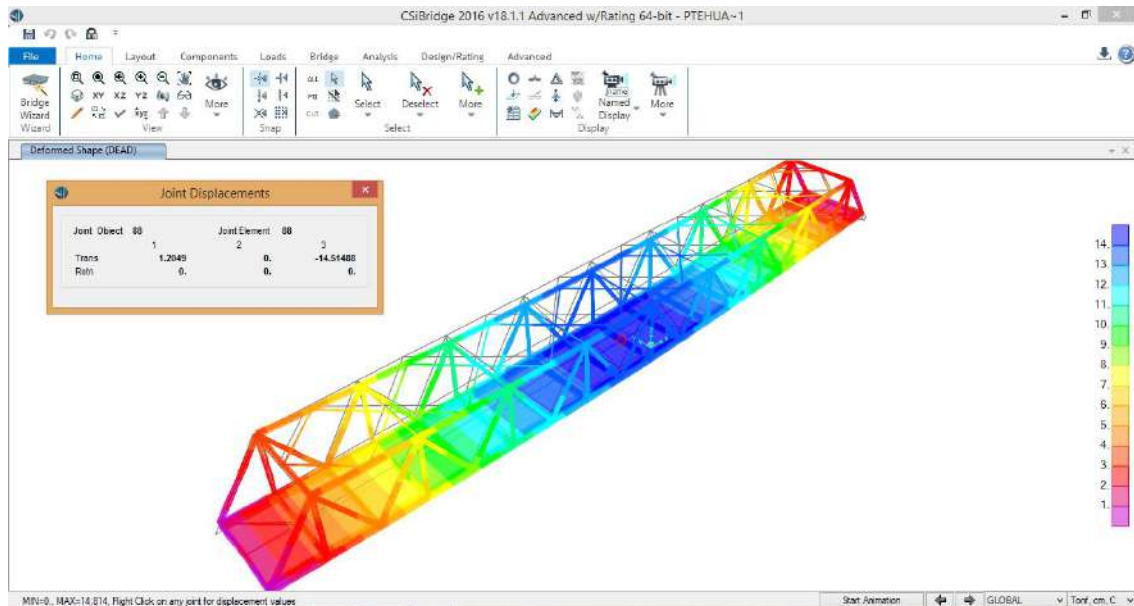 CSiBridge 2016 v18.1.1 Advanced w/Rating 64-bit - PTEHUA~1
File Home Layout Components Loads Bridge Analysis Design/Rating Advanced
Bridge Wizard
XY XZ YZ
More
ALL
Select Deselect More
Named Display
More
Wizard View Snap Select Display
Deformed Shape (DEAD)
Joint Displacements
Joint Object 88 Joint Element 88
1 2 3
Trans 1.2049 0. -14.51488
Rotn 0. 0. 0.
14.
13.
12.
11.
10.
9.
8.
7.
6.
5.
4.
3.
2.
1.
MIN=0., MAX=14,814, Right Click on any joint for displacement values
Start Animation GLOBAL Tonf, cm, C